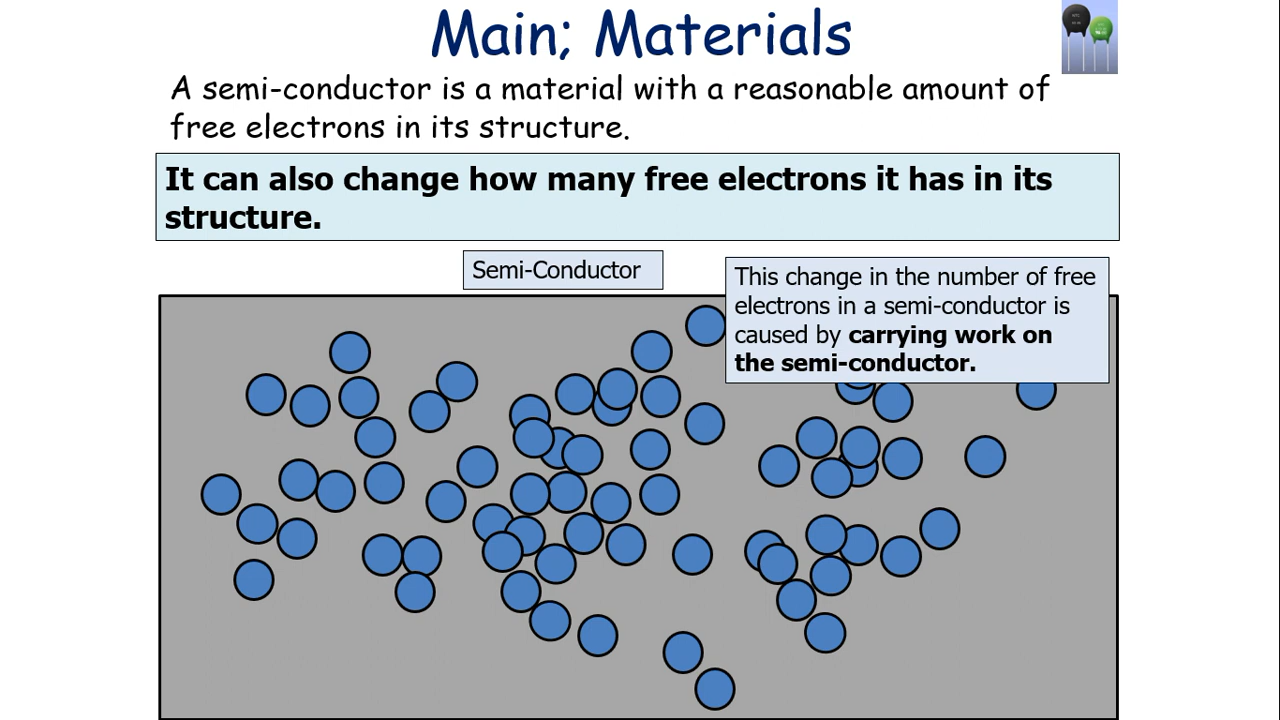 Main; Materials
A semi-conductor is a material with a reasonable amount of
free electrons in its structure.
It can also change how many free electrons it has in its
structure.
Semi-Conductor
This change in the number of free
electrons in a semi-conductor is
caused by carrying work on
the semi-conductor.